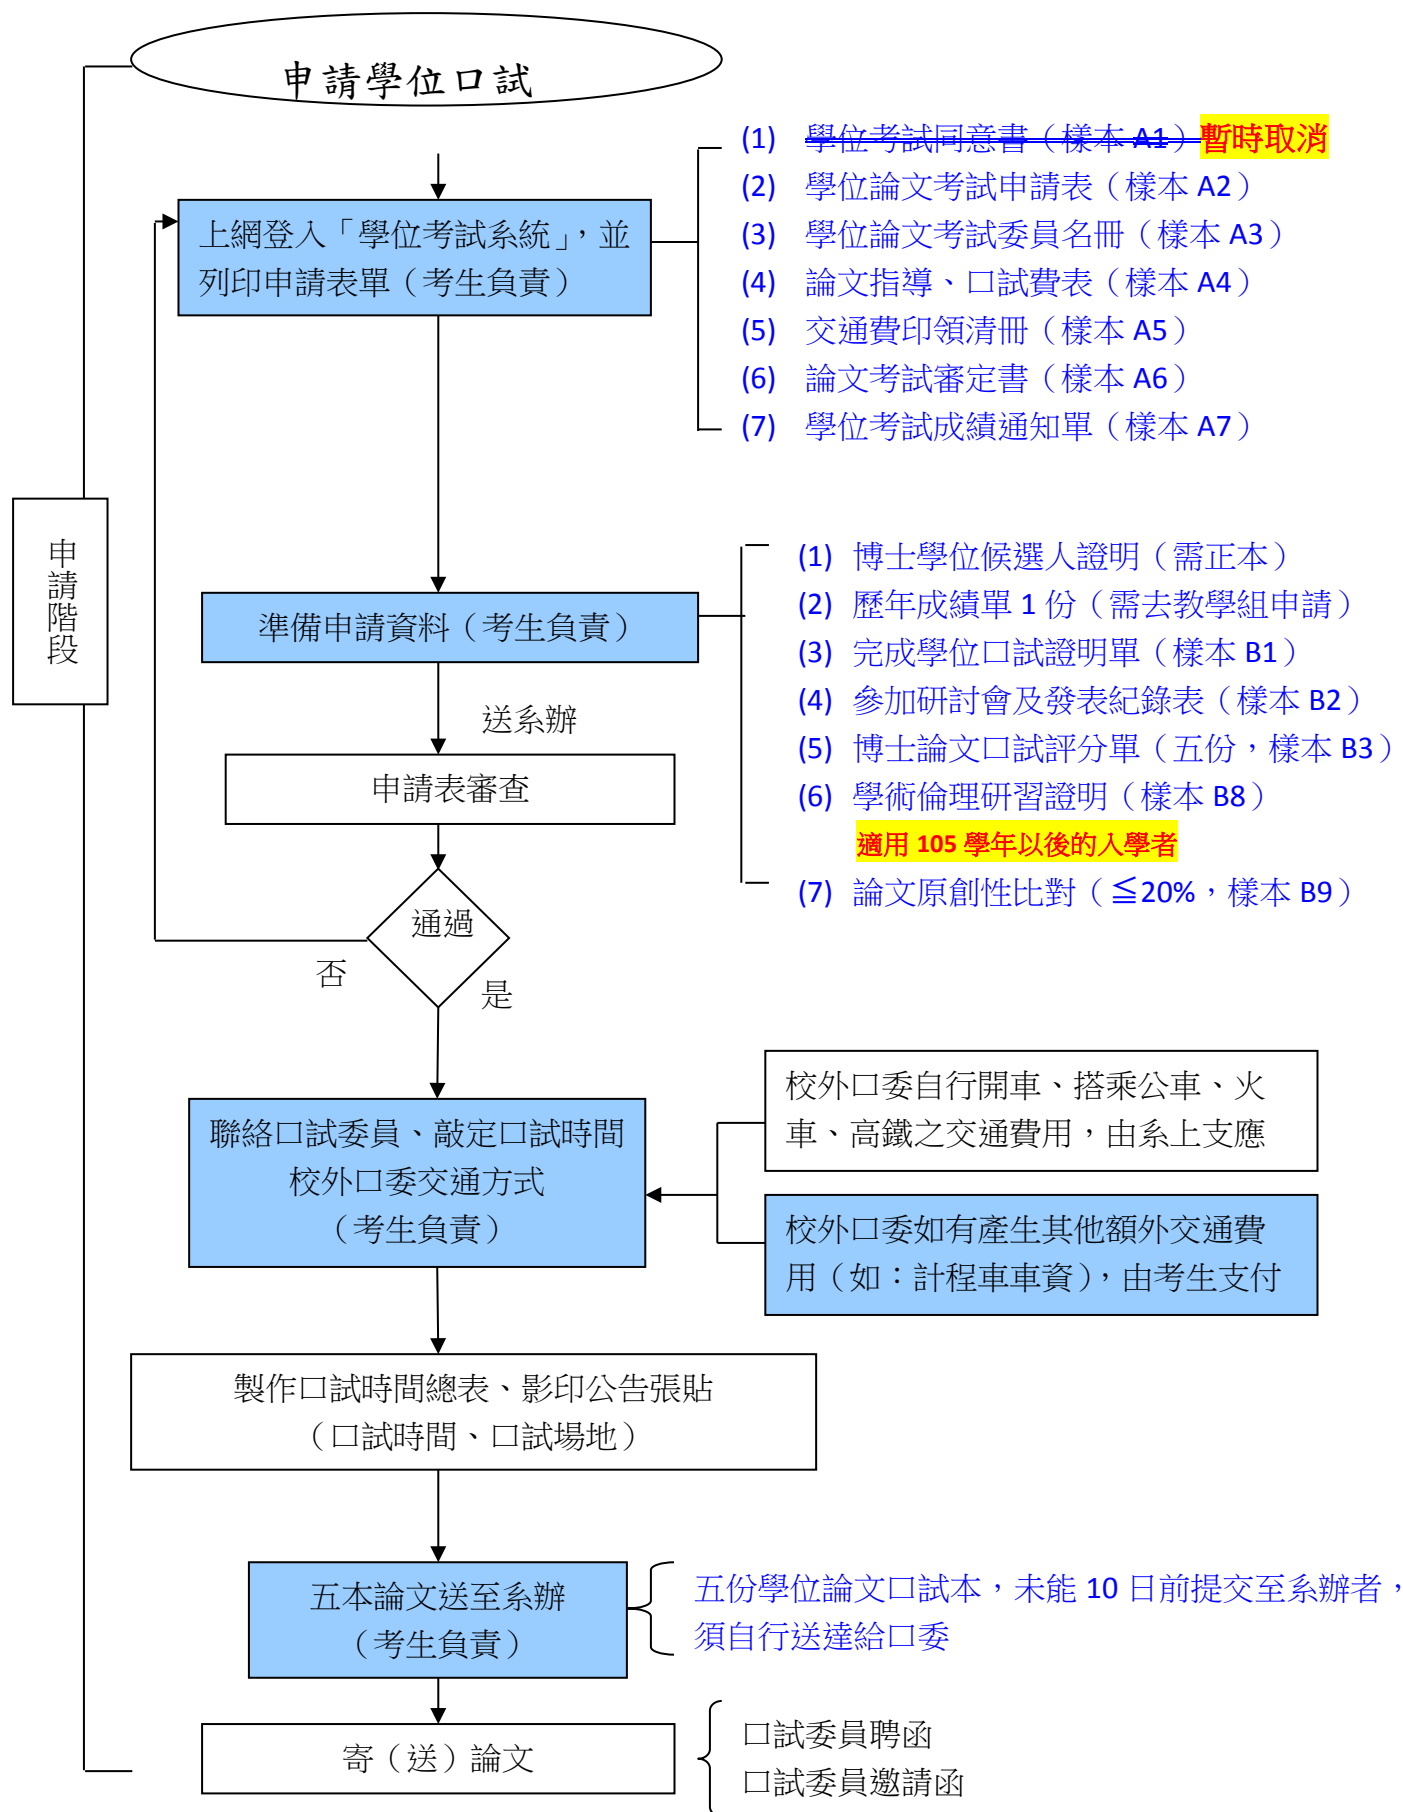 申請學位口試
(1) 學位考試同意書（樣本 A1）暫時取消
(2) 學位論文考試申請表（樣本 A2）
(3) 學位論文考試委員名冊（樣本 A3）
(4) 論文指導、口試費表（樣本 A4）
(5) 交通費印領清冊（樣本 A5）
(6) 論文考試審定書（樣本 A6）
(7) 學位考試成績通知單（樣本 A7）
上網登入「學位考試系統」，並
列印申請表單（考生負責）
申請階段
(1) 博士學位候選人證明（需正本）
(2) 歷年成績單 1 份（需去教學組申請）
(3) 完成學位口試證明單（樣本 B1）
(4) 參加研討會及發表紀錄表（樣本 B2）
(5) 博士論文口試評分單（五份，樣本 B3）
(6) 學術倫理研習證明（樣本 B8）
適用 105 學年以後的入學者
(7) 論文原創性比對（≦20%，樣本 B9）
準備申請資料（考生負責）
送系辦
申請表審查
通過
否
是
聯絡口試委員、敲定口試時間
校外口委交通方式
（考生負責）
校外口委自行開車、搭乘公車、火
車、高鐵之交通費用，由系上支應
校外口委如有產生其他額外交通費
用（如：計程車車資），由考生支付
製作口試時間總表、影印公告張貼
（口試時間、口試場地）
五本論文送至系辦
（考生負責）
五份學位論文口試本，未能 10 日前提交至系辦者，
須自行送達給口委
寄（送）論文
口試委員聘函
口試委員邀請函